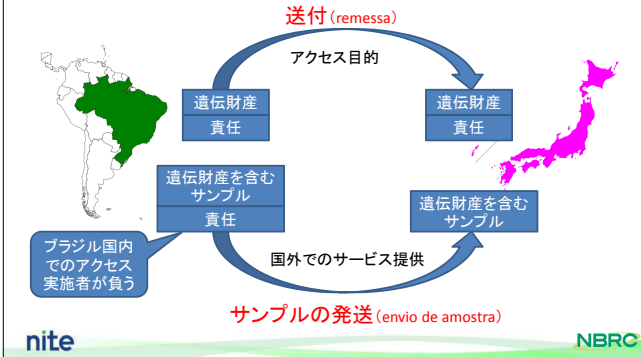 送付(remessa)
アクセス目的
遺伝財産
責任
遺伝財産
責任
遺伝財産を含む
サンプル
責任
遺伝財産を含む
サンプル
ブラジル国内
でのアクセス
実施者が負う
国外でのサービス提供
サンプルの発送(envio de amostra)
nite
NBRC